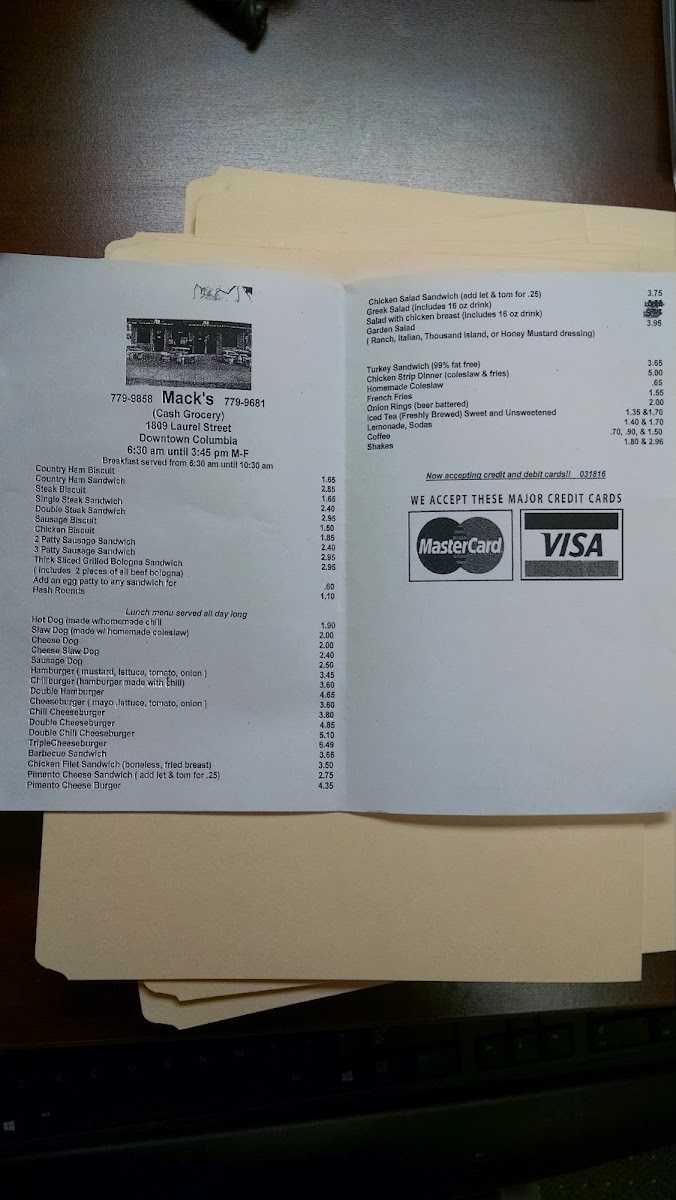 779-9858 Mack's 779-9681
(Cash Grocery)
1809 Laurel Street
Downtown Columbia
6:30 am until 3:45 pm M-F
Breakfast served from 6:30 am until 10:30 am
Country Ham Biscuit 1.65
Country Ham Sandwich 2.85
Steak Biscuit 1.65
Single Steak Sandwich 2.40
Double Steak Sandwich 2.95
Sausage Biscuit 1.50
Chicken Biscuit 1.85
2 Patty Sausage Sandwich 2.40
3 Patty Sausage Sandwich 2.95
Thick Sliced Grilled Bologna Sandwich 2.95
( includes 2 pieces of all beef bologna)
Add an egg patty to any sandwich for .60
Hash Rounds 1.10
Lunch menu served all day long
Hot Dog (made w/homemade chili 1.90
Slaw Dog (made w/ homemade coleslaw) 2.00
Cheese Dog 2.00
Cheese Slaw Dog 2.40
Sausage Dog 2.50
Hamburger ( mustard, lettuce, tomato, onion ) 3.45
Chiliburger (hamburger made with chili) 3.60
Double Hamburger 4.65
Cheeseburger ( mayo ,lettuce, tomato, onion ) 3.60
Chili Cheeseburger 3.80
Double Cheeseburger 4.85
Double Chili Cheeseburger 5.10
TripleCheeseburger 6.49
Barbecue Sandwich 3.65
Chicken Filet Sandwich (boneless, fried breast) 3.50
Pimento Cheese Sandwich ( add let & tom for .25) 2.75
Pimento Cheese Burger 4.35
Chicken Salad Sandwich (add let & tom for .25) 3.75
Greek Salad (includes 16 oz drink)
Salad with chicken breast (includes 16 oz drink)
Garden Salad 3.95
( Ranch, Italian, Thousand Island, or Honey Mustard dressing)
Turkey Sandwich (99% fat free) 3.65
Chicken Strip Dinner (coleslaw & fries) 5.00
Homemade Coleslaw .65
French Fries 1.55
Onion Rings (beer battered) 2.00
Iced Tea (Freshly Brewed) Sweet and Unsweetened 1.35 &1.70
Lemonade, Sodas 1.40 & 1.70
Coffee .70, .90, & 1.50
Shakes 1.80 & 2.96
Now accepting credit and debit cards!! 031816
WE ACCEPT THESE MAJOR CREDIT CARDS
MasterCard VISA